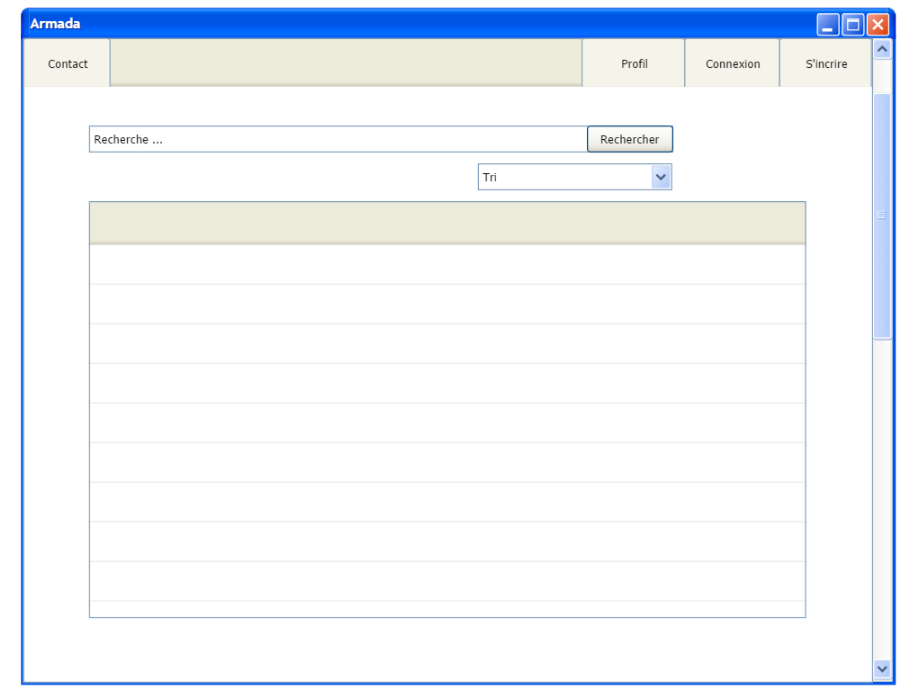 Armada
Contact
Profil
Connexion
S'incrire
Recherche ...
Rechercher
Tri